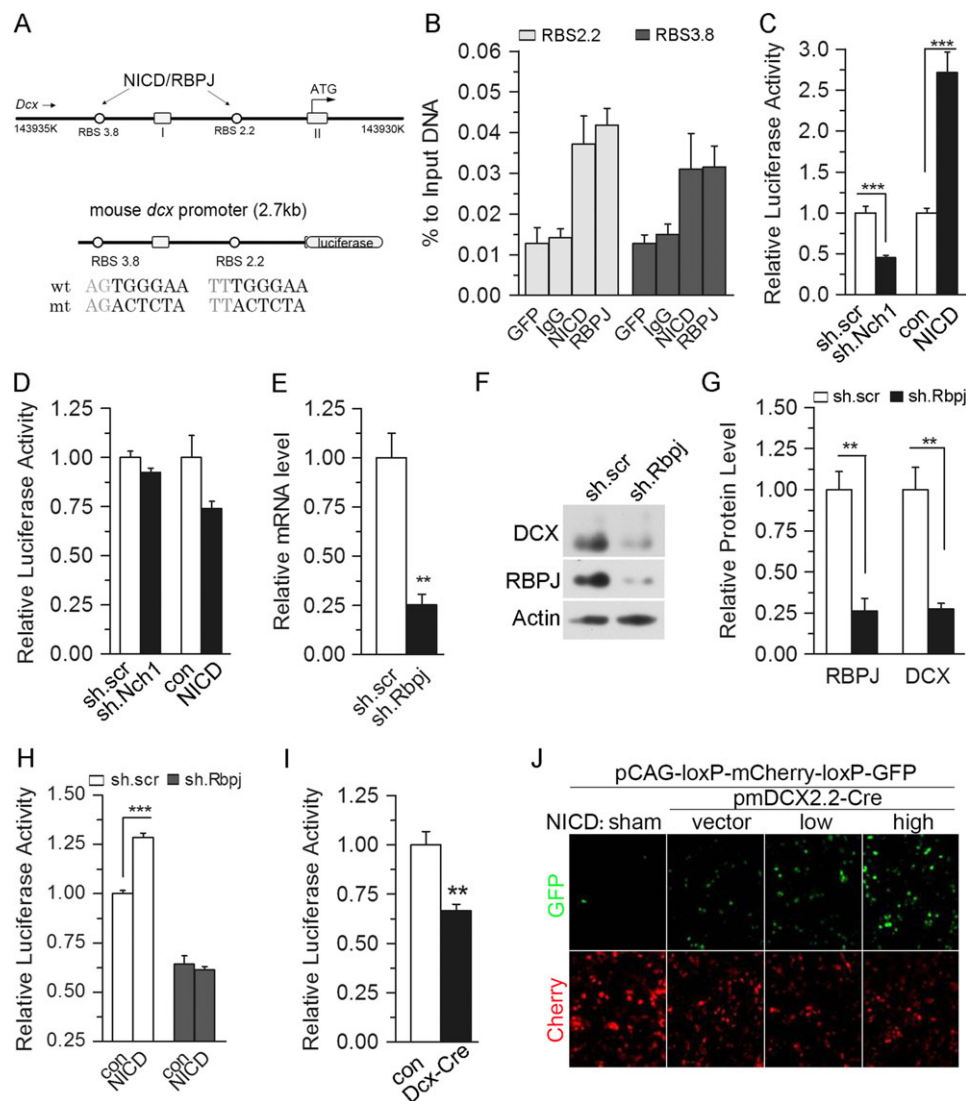 A
NICD/RBPJ
Dcx →
ATG
143935K
RBS 3.8
I
RBS 2.2
II
143930K
mouse dcx promoter (2.7kb)
luciferase
RBS 3.8
RBS 2.2
wt AGTGGGAA TTTGGGAA
mt AGACTCTA TTACTCTA
B
RBS2.2 RBS3.8
% to Input DNA
0.06
0.05
0.04
0.03
0.02
0.01
0.00
GFP
IgG
NICD
RBPJ
GFP
IgG
NICD
RBPJ
C
Relative Luciferase Activity
3.0
2.5
2.0
1.5
1.0
0.5
0.0
***
***
sh.scr
sh.Nch1
con
NICD
D
Relative Luciferase Activity
1.25
1.00
0.75
0.50
0.25
0.00
sh.scr
sh.Nch1
con
NICD
E
Relative mRNA level
1.25
1.00
0.75
0.50
0.25
0.00
**
sh.scr
sh.Rbpj
F
sh.scr
sh.Rbpj
DCX
RBPJ
Actin
G
sh.scr sh.Rbpj
Relative Protein Level
1.50
1.25
1.00
0.75
0.50
0.25
0.00
**
**
RBPJ DCX
H
sh.scr sh.Rbpj
Relative Luciferase Activity
1.50
1.25
1.00
0.75
0.50
0.25
***
con
NICD
con
NICD
I
Relative Luciferase Activity
1.25
1.00
0.75
0.50
0.25
0.00
**
con
Dcx-Cre
J
pCAG-loxP-mCherry-loxP-GFP
pmDCX2.2-Cre
NICD: sham vector low high
GFP
Cherry